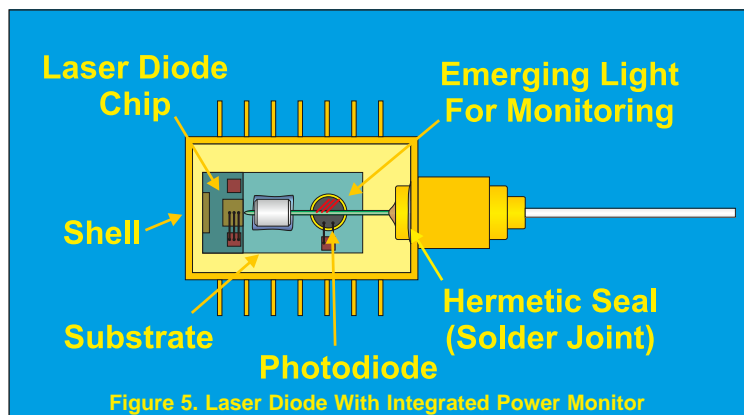 Laser Diode
Chip
Emerging Light
For Monitoring
Shell
Substrate
Photodiode
Hermetic Seal
(Solder Joint)
Figure 5. Laser Diode With Integrated Power Monitor